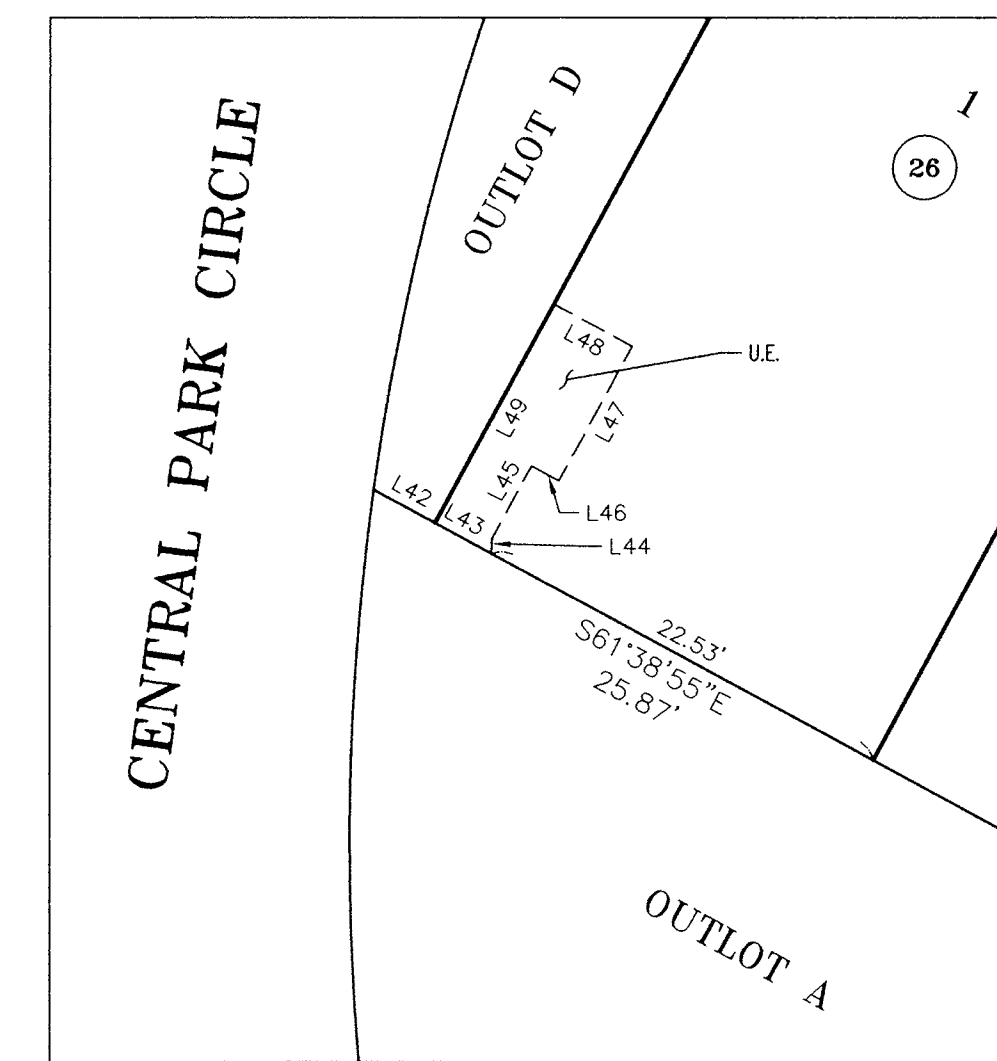 CENTRAL PARK CIRCLE
OUTLOT D
1
26
L48
U.E.
L49
L47
L45
L46
L42
L43
L44
22.53'
S61°38'55"E
25.87'
OUTLOT A